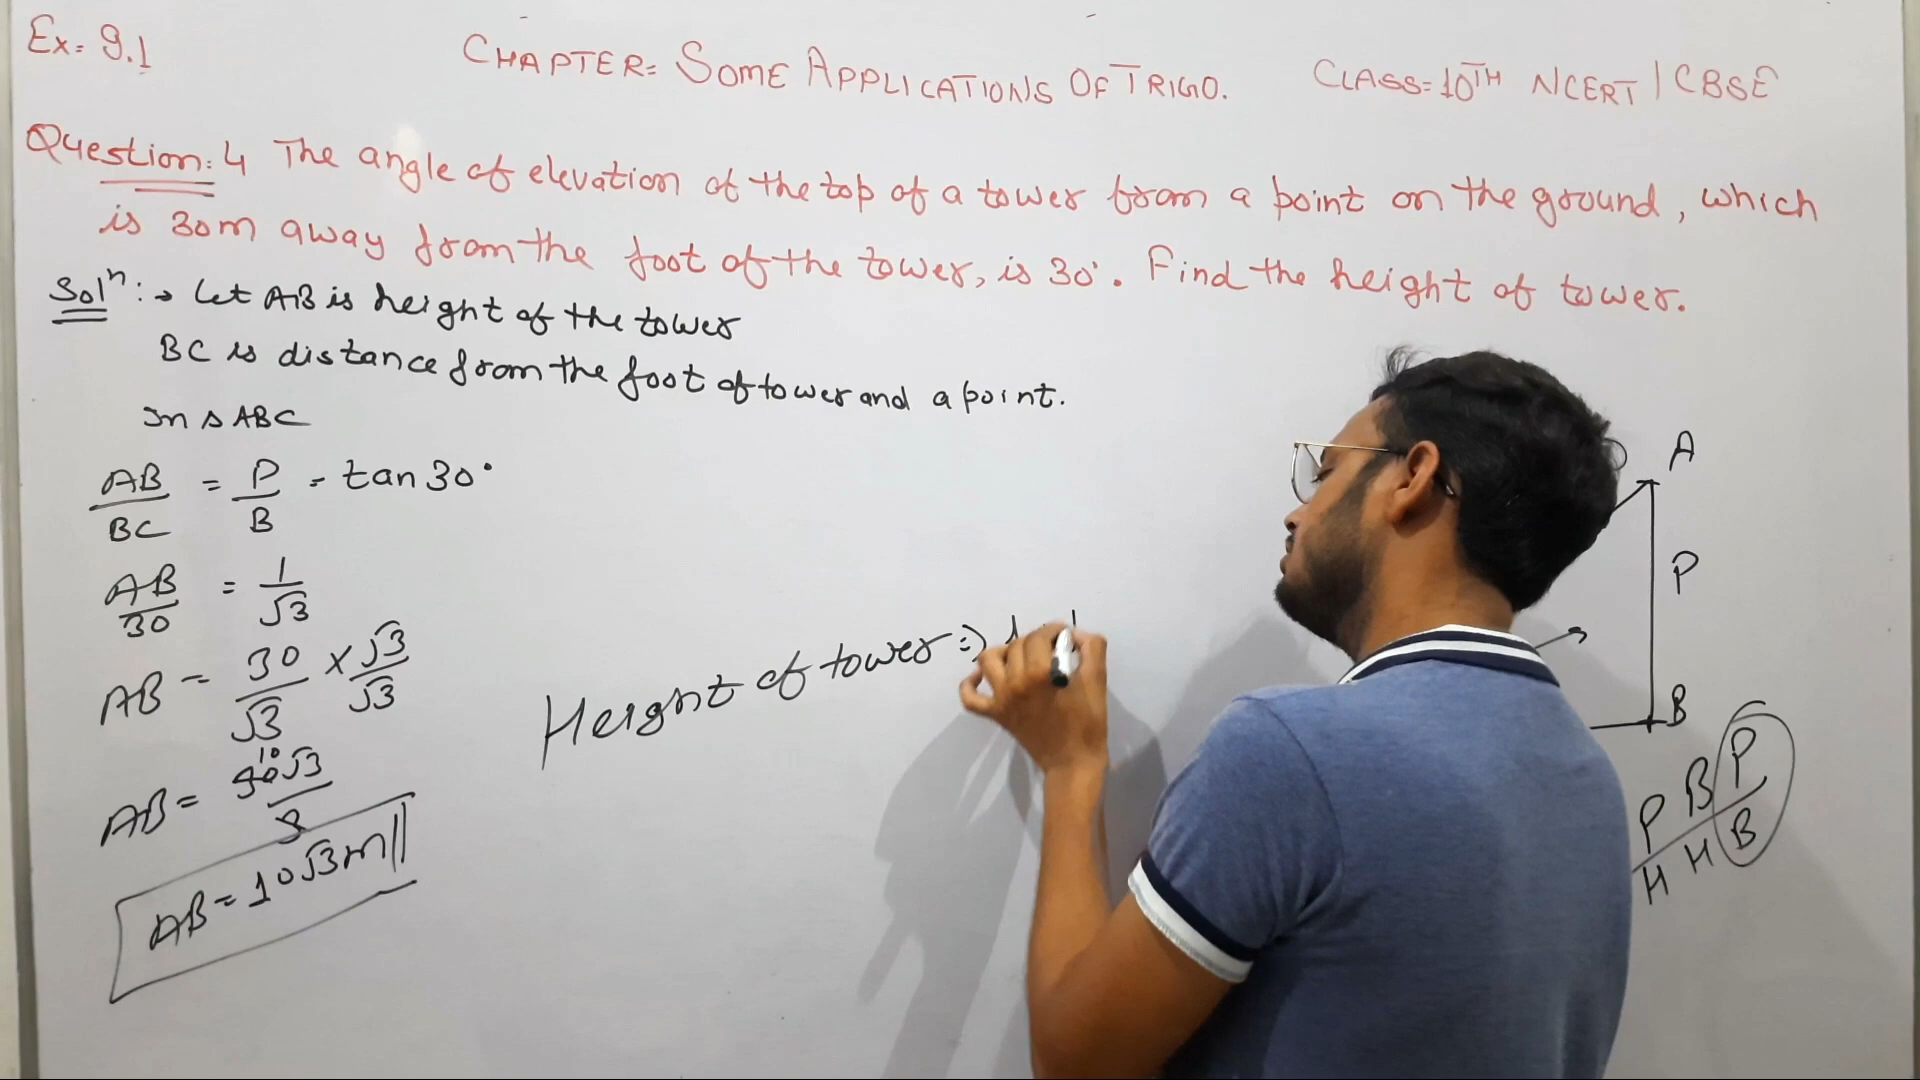 Ex= 9.1
CHAPTER= SOME APPLICATIONS OF TRIGO.
CLASS=10TH NCERT | CBSE
Question: 4 The angle of elevation of the top of a tower from a point on the ground, which
is 30m away from the foot of the tower, is 30°. Find the height of tower.
Solⁿ:→ Let AB is height of the tower
BC is distance from the foot of tower and a point.
In Δ ABC
AB/BC = P/B = tan 30°
AB/30 = 1/√3
AB = 30/√3 × √3/√3
AB = 30√3/3
10
AB = 10√3m
Height of tower =>
A
P
B
P B P
H H B